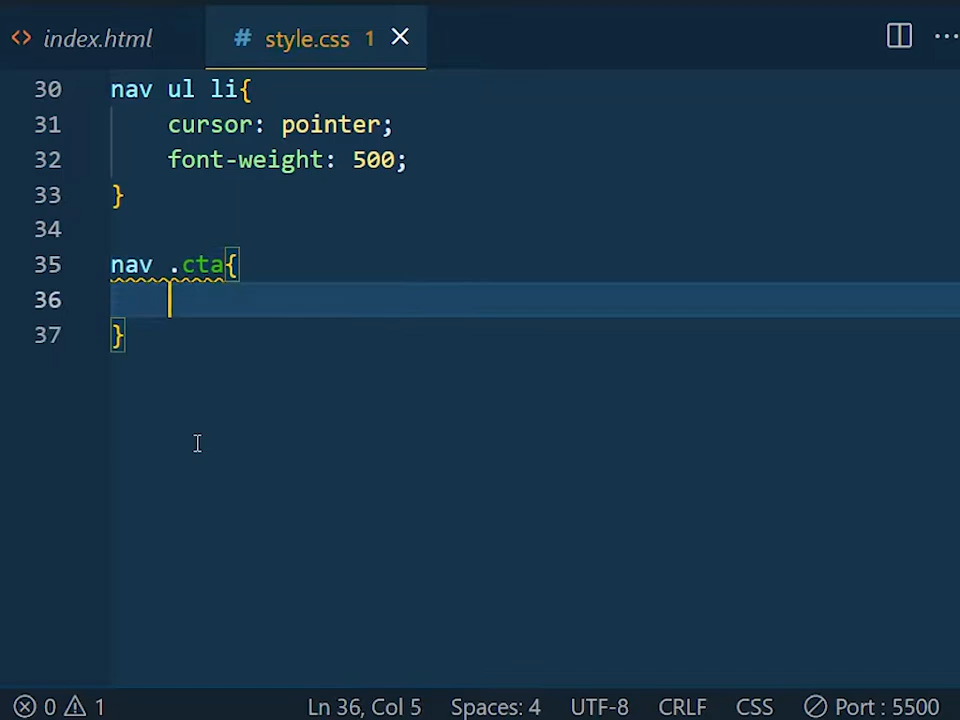 <> index.html # style.css 1 ×
30 nav ul li{
31 cursor: pointer;
32 font-weight: 500;
33 }
34
35 nav .cta{
36
37 }
0 1 Ln 36, Col 5 Spaces: 4 UTF-8 CRLF CSS Port : 5500